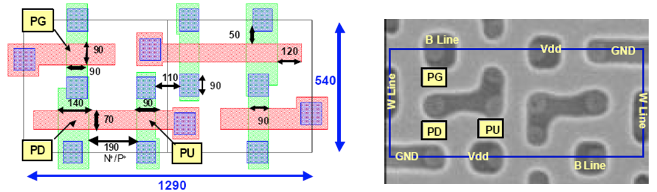 PG
50
90
120
90
540
110
90
140
90
70
90
190
N⁺/P⁺
PD
PU
1290
B Line
Vdd
GND
PG
W Line
W Line
PD
PU
GND
Vdd
B Line